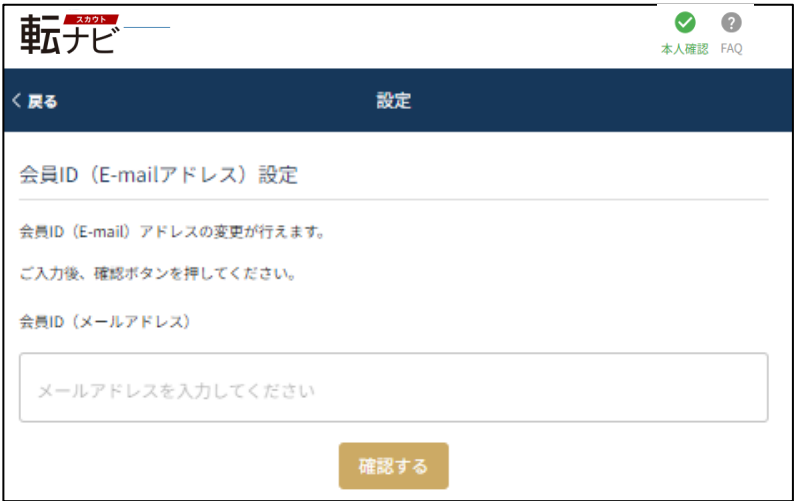 転ナビ
スカウト
本人確認
?
FAQ
< 戻る
設定
会員ID（E-mailアドレス）設定
会員ID（E-mail）アドレスの変更が行えます。
ご入力後、確認ボタンを押してください。
会員ID（メールアドレス）
メールアドレスを入力してください
確認する